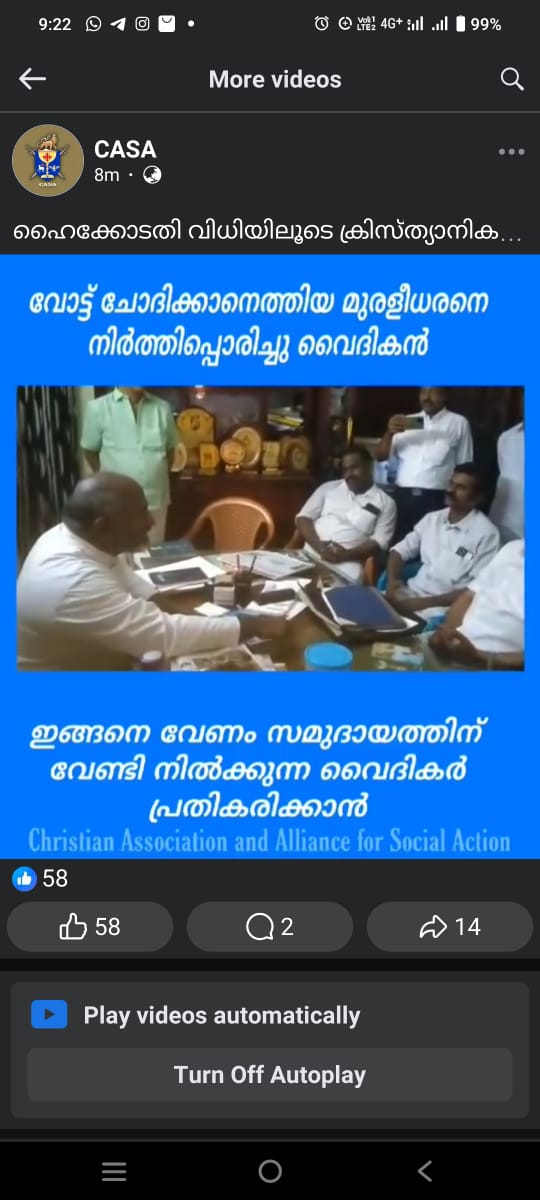 9:22
VoII1 LTE2 4G+ 99%
More videos
CASA
CASA
8m ·
ഹൈക്കോടതി വിധിയിലൂടെ ക്രിസ്ത്യാനിക...
വോട്ട് ചോദിക്കാനെത്തിയ മുരളീധരനെ
നിർത്തിപ്പൊരിച്ചു വൈദികൻ
ഇങ്ങനെ വേണം സമുദായത്തിന്
വേണ്ടി നിൽക്കുന്ന വൈദികർ
പ്രതികരിക്കാൻ
Christian Association and Alliance for Social Action
58
58 2 14
Play videos automatically
Turn Off Autoplay